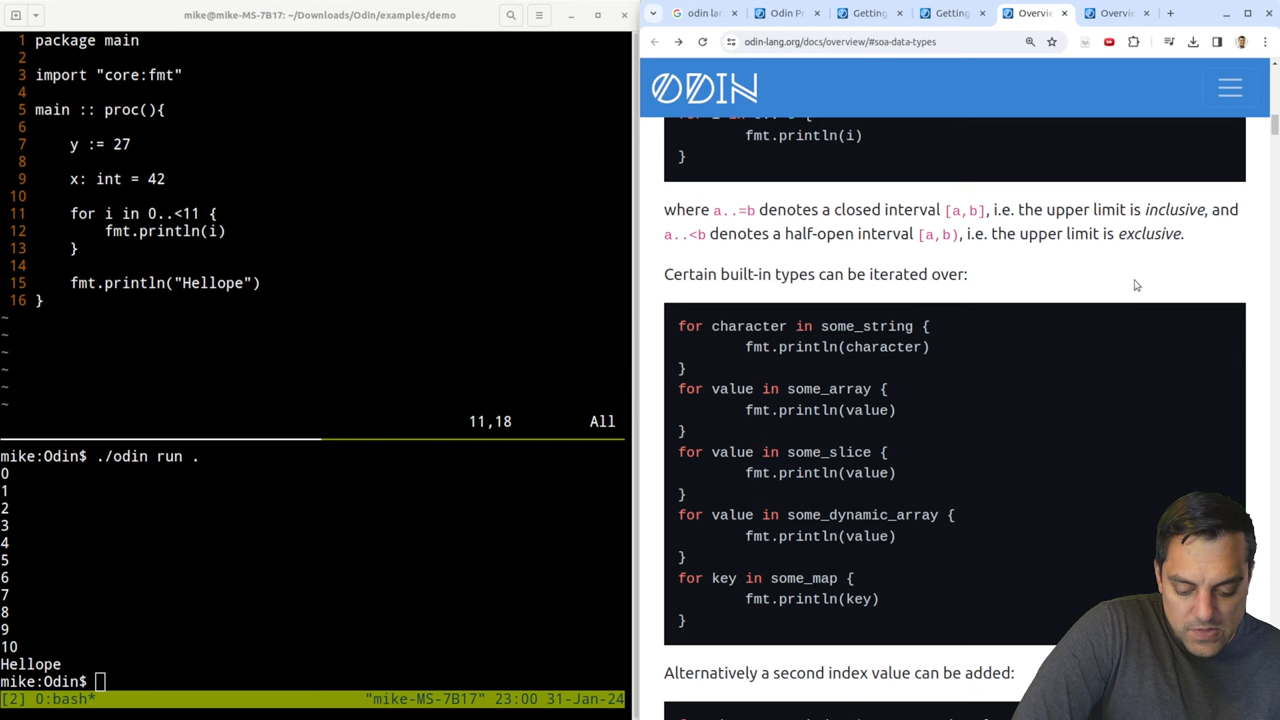 mike@mike-MS-7B17: ~/Downloads/Odin/examples/demo
1 package main
2
3 import "core:fmt"
4
5 main :: proc(){
6
7 y := 27
8
9 x: int = 42
10
11 for i in 0..<11 {
12 fmt.println(i)
13 }
14
15 fmt.println("Hellope")
16 }
~
~
~
~
~
~
11,18 All
mike:Odin$ ./odin run .
0
1
2
3
4
5
6
7
8
9
10
Hellope
mike:Odin$
[2] 0:bash* "mike-MS-7B17" 23:00 31-Jan-24
odin lan
Odin Pr
Getting
Getting
Overvie
Overvie
odin-lang.org/docs/overview/#soa-data-types
ODIN
fmt.println(i)
}
where a..=b denotes a closed interval [a,b], i.e. the upper limit is inclusive, and
a..<b denotes a half-open interval [a,b), i.e. the upper limit is exclusive.
Certain built-in types can be iterated over:
for character in some_string {
fmt.println(character)
}
for value in some_array {
fmt.println(value)
}
for value in some_slice {
fmt.println(value)
}
for value in some_dynamic_array {
fmt.println(value)
}
for key in some_map {
fmt.println(key)
}
Alternatively a second index value can be added: